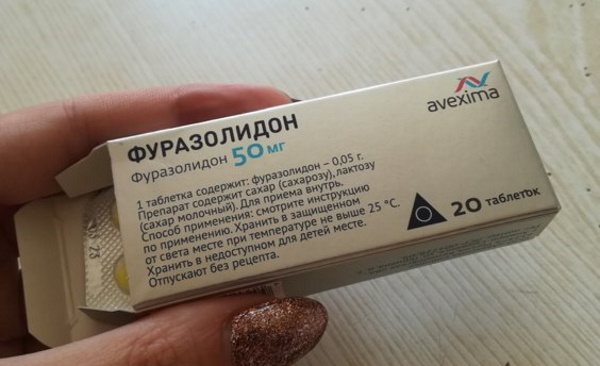 avexima
ФУРАЗОЛИДОН
Фуразолидон 50 мг
1 таблетка содержит: фуразолидон – 0,05 г.
Препарат содержит сахар (сахарозу), лактозу
(сахар молочный). Для приема внутрь.
Способ применения: смотрите инструкцию
по применению. Хранить в защищенном
от света месте при температуре не выше 25 °С.
Хранить в недоступном для детей месте.
Отпускают без рецепта.
20 таблеток
73